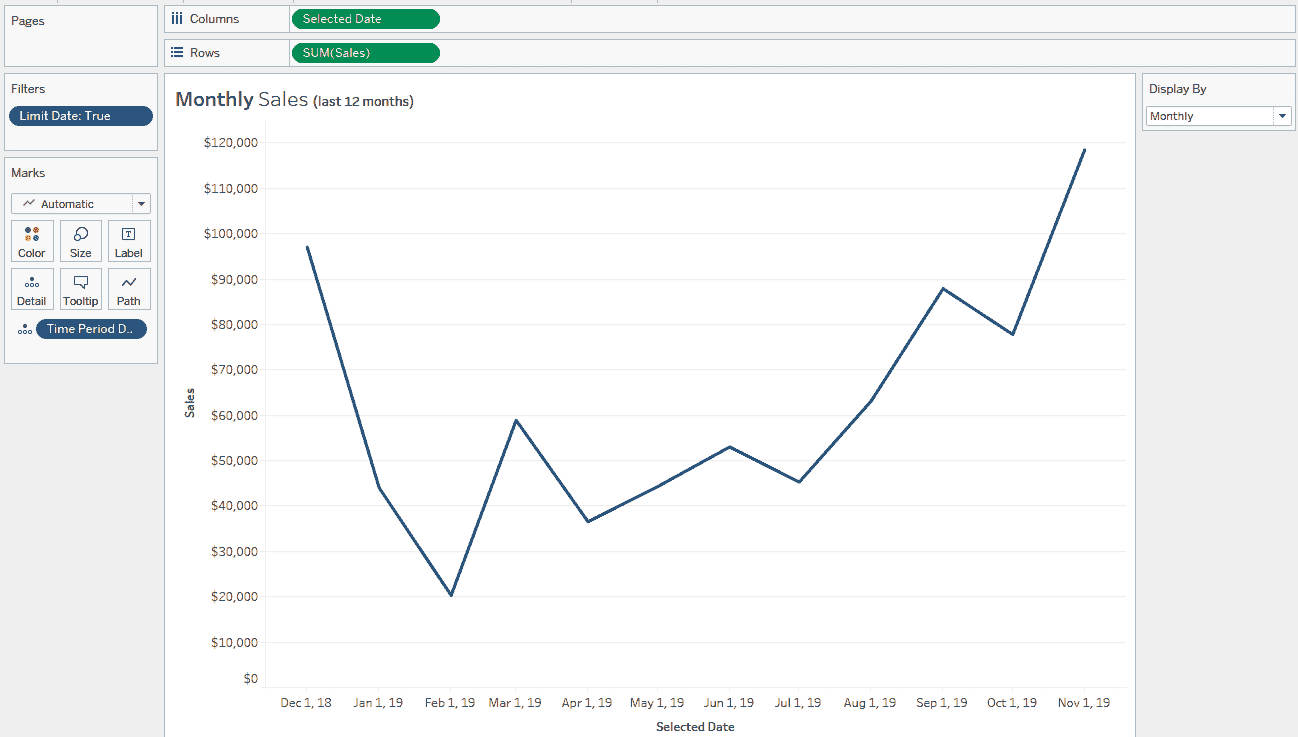 Pages
Columns
Selected Date
Rows
SUM(Sales)
Filters
Limit Date: True
Marks
Automatic
Color Size Label
Detail Tooltip Path
Time Period D..
Monthly Sales (last 12 months)
$120,000
$110,000
$100,000
$90,000
$80,000
$70,000
$60,000
$50,000
$40,000
$30,000
$20,000
$10,000
$0
Sales
Dec 1, 18 Jan 1, 19 Feb 1, 19 Mar 1, 19 Apr 1, 19 May 1, 19 Jun 1, 19 Jul 1, 19 Aug 1, 19 Sep 1, 19 Oct 1, 19 Nov 1, 19
Selected Date
Display By
Monthly